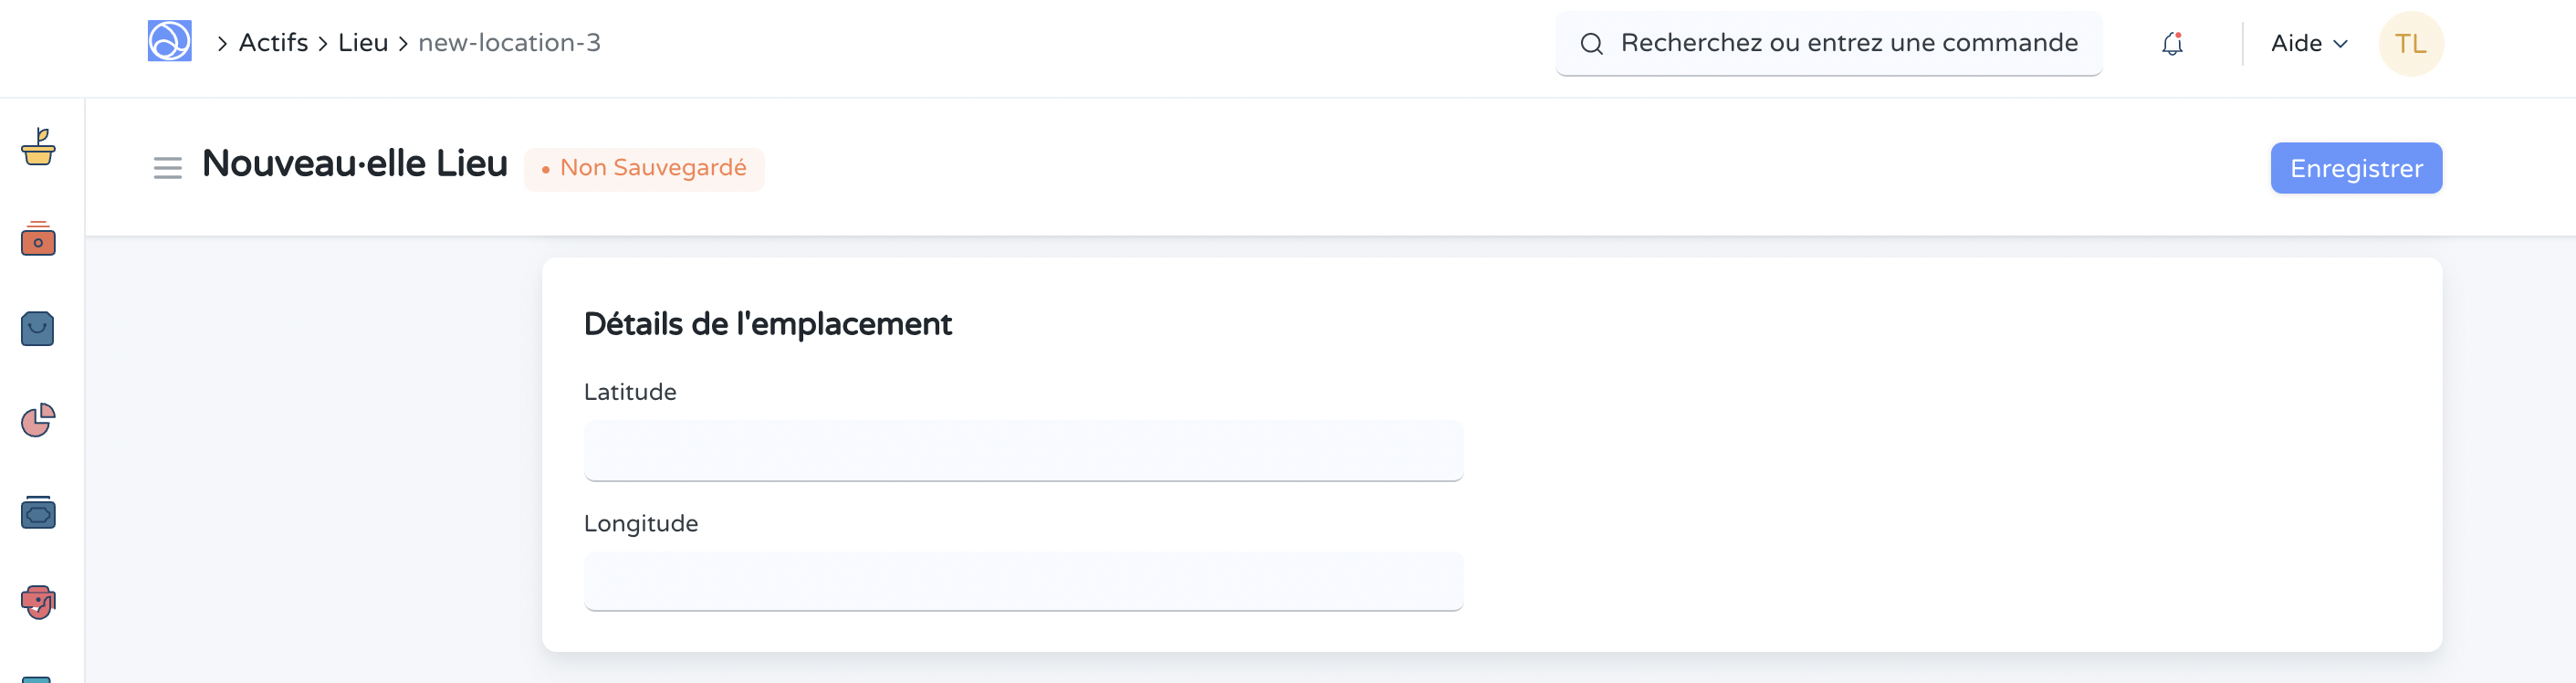 Actifs > Lieu > new-location-3
Recherchez ou entrez une commande
Aide
TL
Nouveau·elle Lieu
• Non Sauvegardé
Enregistrer
Détails de l'emplacement
Latitude
Longitude